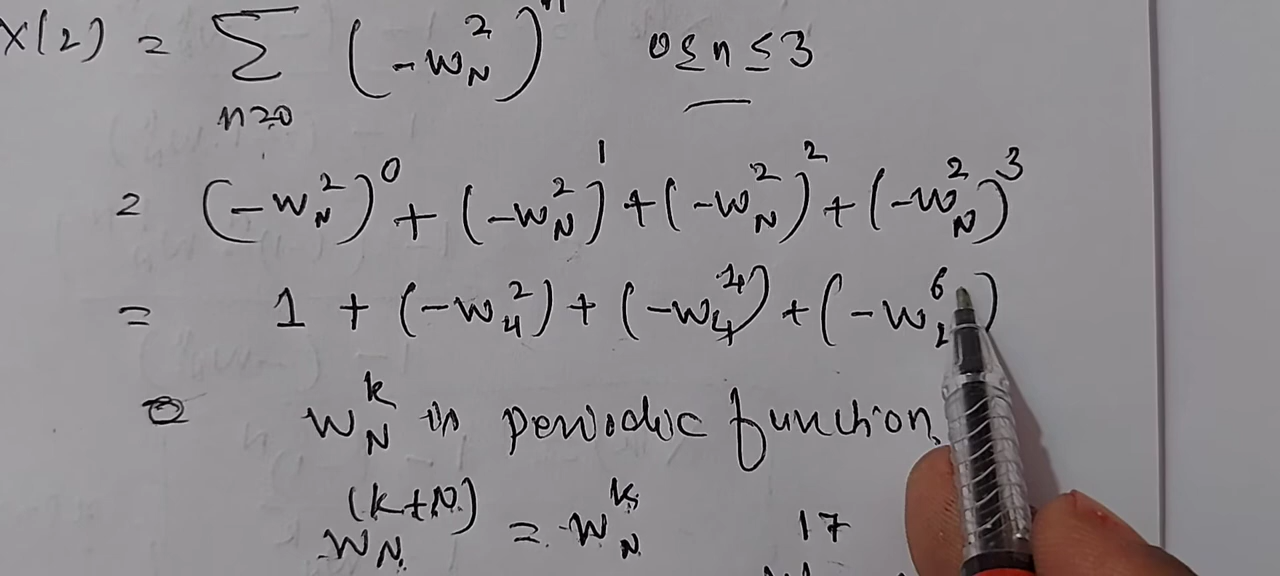 X(2) = Σ (-W_N^2)^n 0≤n≤3
n≥0
= (-W_N^2)^0 + (-W_N^2)^1 + (-W_N^2)^2 + (-W_N^2)^3
= 1 + (-W_4^2) + (-W_4^4) + (-W^6)
W_N^k is periodic function
W_N^(k+N) = W_N^k 17